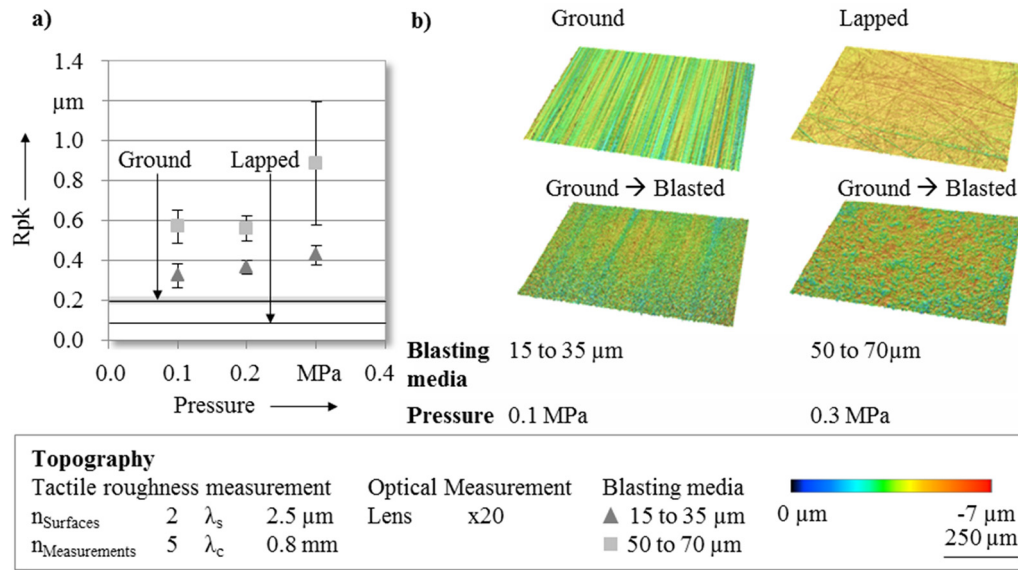 a)
1.4
µm
1.0
0.8
0.6
0.4
0.2
0.0
Rpk
Ground
Lapped
0.0 0.1 0.2 MPa 0.4
Pressure
b)
Ground Lapped
Ground → Blasted Ground → Blasted
Blasting media 15 to 35 µm 50 to 70µm
Pressure 0.1 MPa 0.3 MPa
Topography
Tactile roughness measurement Optical Measurement Blasting media
nSurfaces 2 λs 2.5 µm Lens x20 15 to 35 µm 0 µm -7 µm
nMeasurements 5 λc 0.8 mm 50 to 70 µm 250 µm